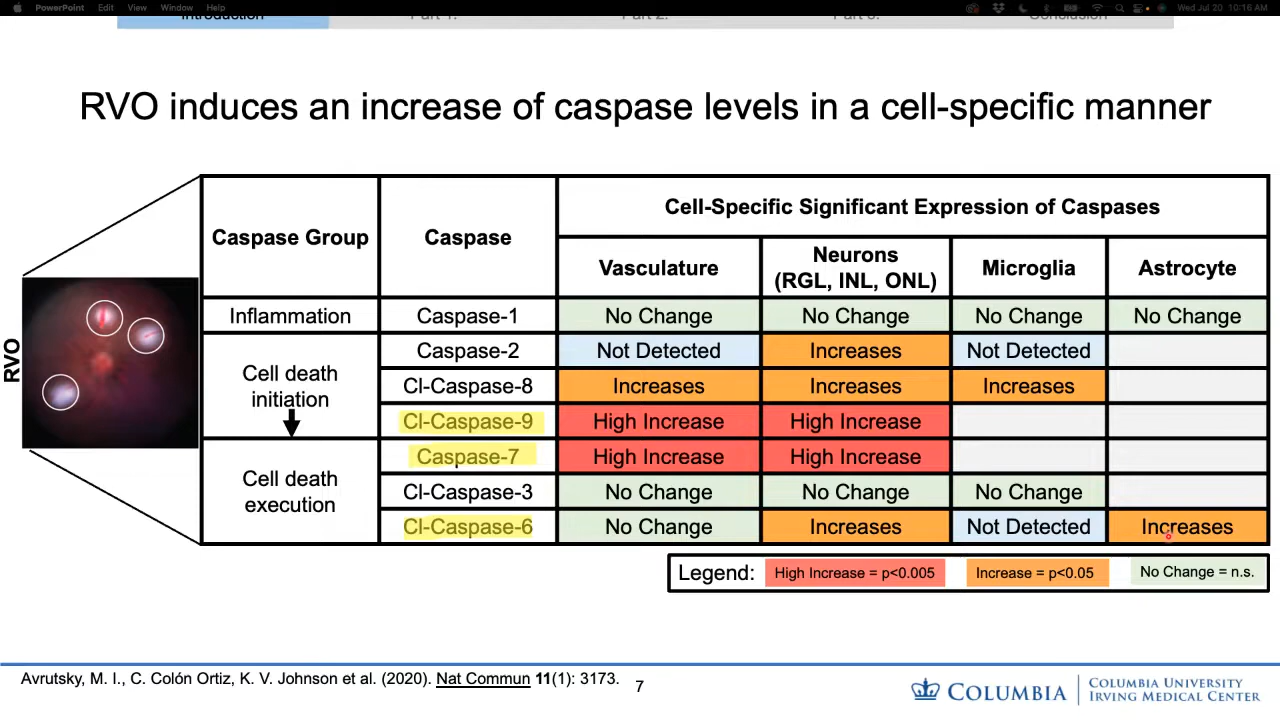 PowerPoint Edit View Window Help
Wed Jul 20 10:16 AM
Introduction Part 1: Part 2: Part 3: Conclusion
RVO induces an increase of caspase levels in a cell-specific manner
RVO
Caspase Group Caspase Cell-Specific Significant Expression of Caspases
Vasculature Neurons (RGL, INL, ONL) Microglia Astrocyte
Inflammation Caspase-1 No Change No Change No Change No Change
Cell death initiation
Caspase-2 Not Detected Increases Not Detected
Cl-Caspase-8 Increases Increases Increases
Cl-Caspase-9 High Increase High Increase
Cell death execution
Caspase-7 High Increase High Increase
Cl-Caspase-3 No Change No Change No Change
Cl-Caspase-6 No Change Increases Not Detected Increases
Legend: High Increase = p<0.005 Increase = p<0.05 No Change = n.s.
Avrutsky, M. I., C. Colón Ortiz, K. V. Johnson et al. (2020). Nat Commun 11(1): 3173.
7
COLUMBIA
COLUMBIA UNIVERSITY
IRVING MEDICAL CENTER